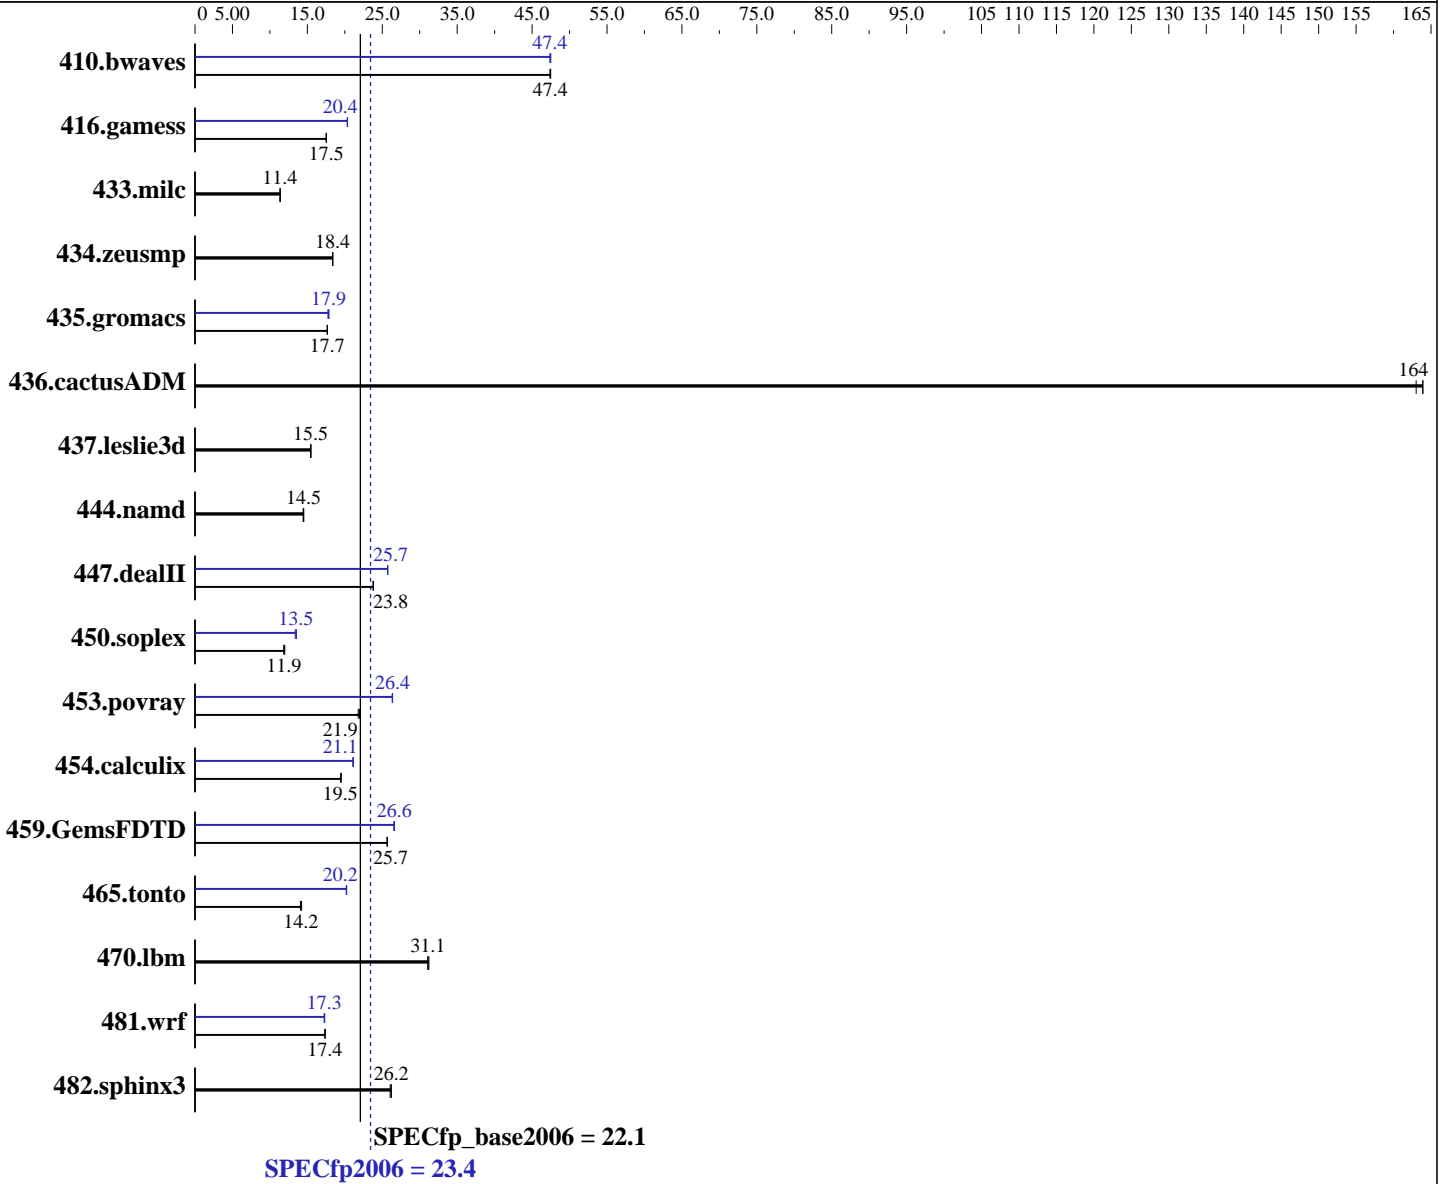 0 5.00 15.0 25.0 35.0 45.0 55.0 65.0 75.0 85.0 95.0 105 110 115 120 125 130 135 140 145 150 155 165
47.4
410.bwaves
47.4
20.4
416.gamess
17.5
11.4
433.milc
18.4
434.zeusmp
17.9
435.gromacs
17.7
164
436.cactusADM
15.5
437.leslie3d
14.5
444.namd
25.7
447.dealII
23.8
13.5
450.soplex
11.9
26.4
453.povray
21.9
21.1
454.calculix
19.5
26.6
459.GemsFDTD
25.7
20.2
465.tonto
14.2
31.1
470.lbm
17.3
481.wrf
17.4
26.2
482.sphinx3
SPECfp_base2006 = 22.1
SPECfp2006 = 23.4